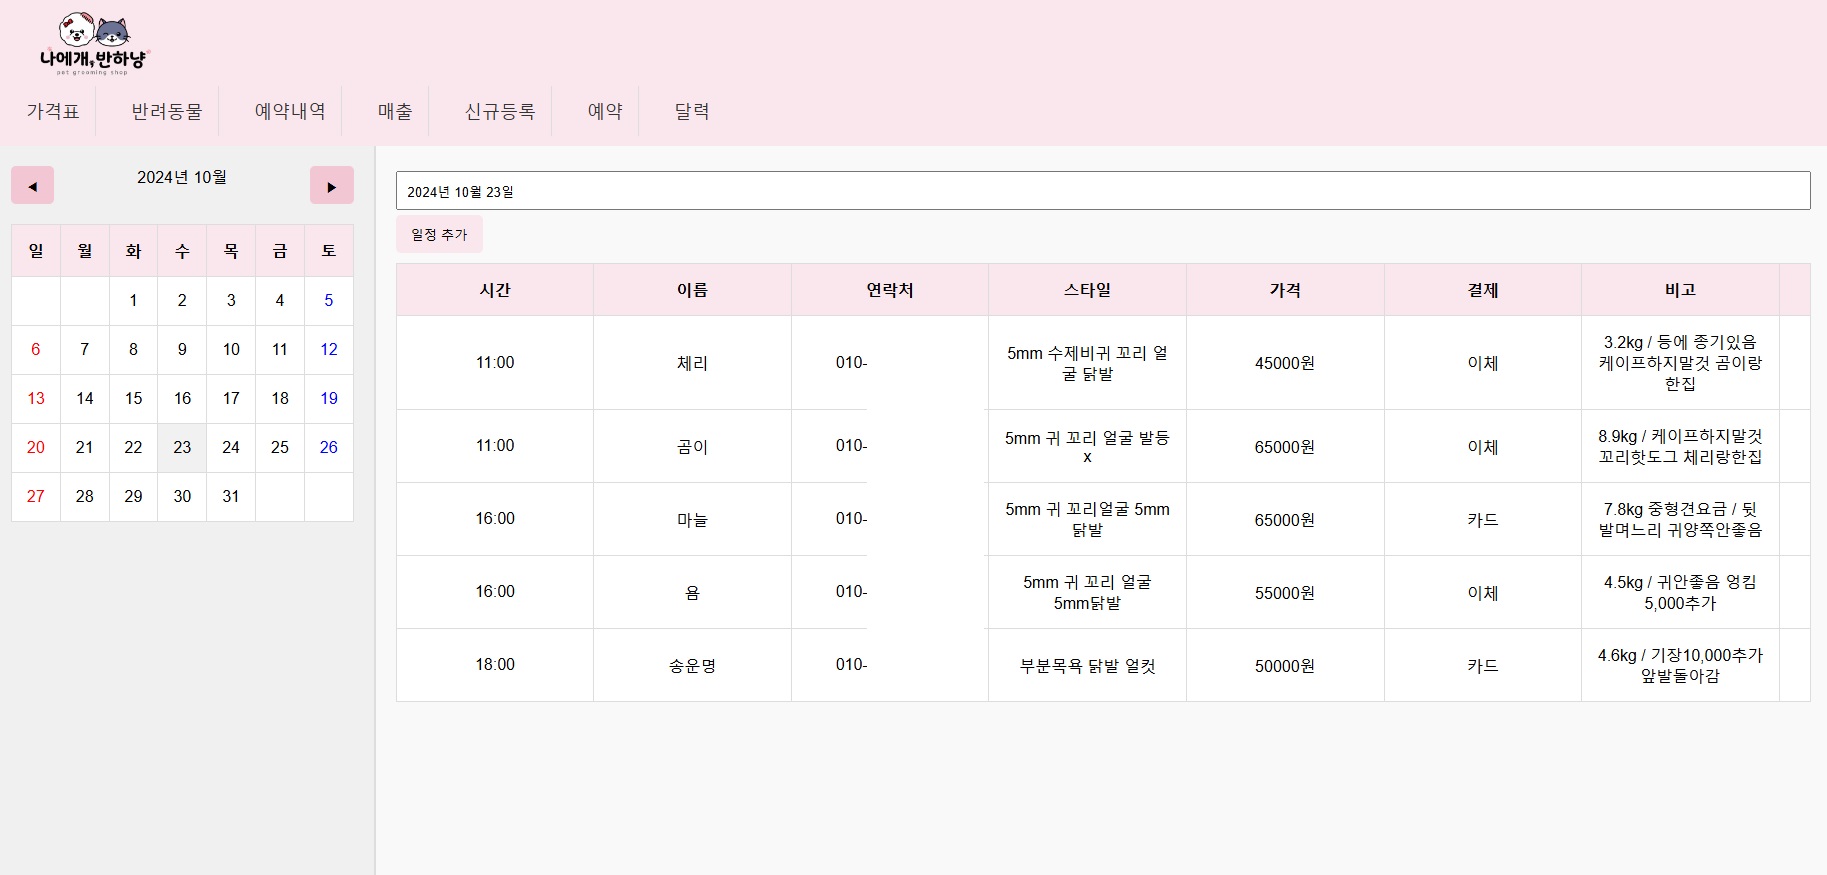 나에개,반하냥
pet grooming shop
가격표 반려동물 예약내역 매출 신규등록 예약 달력
◀ 2024년 10월 ▶
일 월 화 수 목 금 토
1 2 3 4 5
6 7 8 9 10 11 12
13 14 15 16 17 18 19
20 21 22 23 24 25 26
27 28 29 30 31
2024년 10월 23일
일정 추가
시간 이름 연락처 스타일 가격 결제 비고
11:00 체리 010- 5mm 수제비귀 꼬리 얼
굴 닭발 45000원 이체 3.2kg / 등에 종기있음
케이프하지말것 곰이랑
한집
11:00 곰이 010- 5mm 귀 꼬리 얼굴 발등
x 65000원 이체 8.9kg / 케이프하지말것
꼬리핫도그 체리랑한집
16:00 마늘 010- 5mm 귀 꼬리얼굴 5mm
닭발 65000원 카드 7.8kg 중형견요금 / 뒷
발며느리 귀양쪽안좋음
16:00 욤 010- 5mm 귀 꼬리 얼굴
5mm닭발 55000원 이체 4.5kg / 귀안좋음 엉킴
5,000추가
18:00 송운명 010- 부분목욕 닭발 얼컷 50000원 카드 4.6kg / 기장10,000추가
앞발돌아감